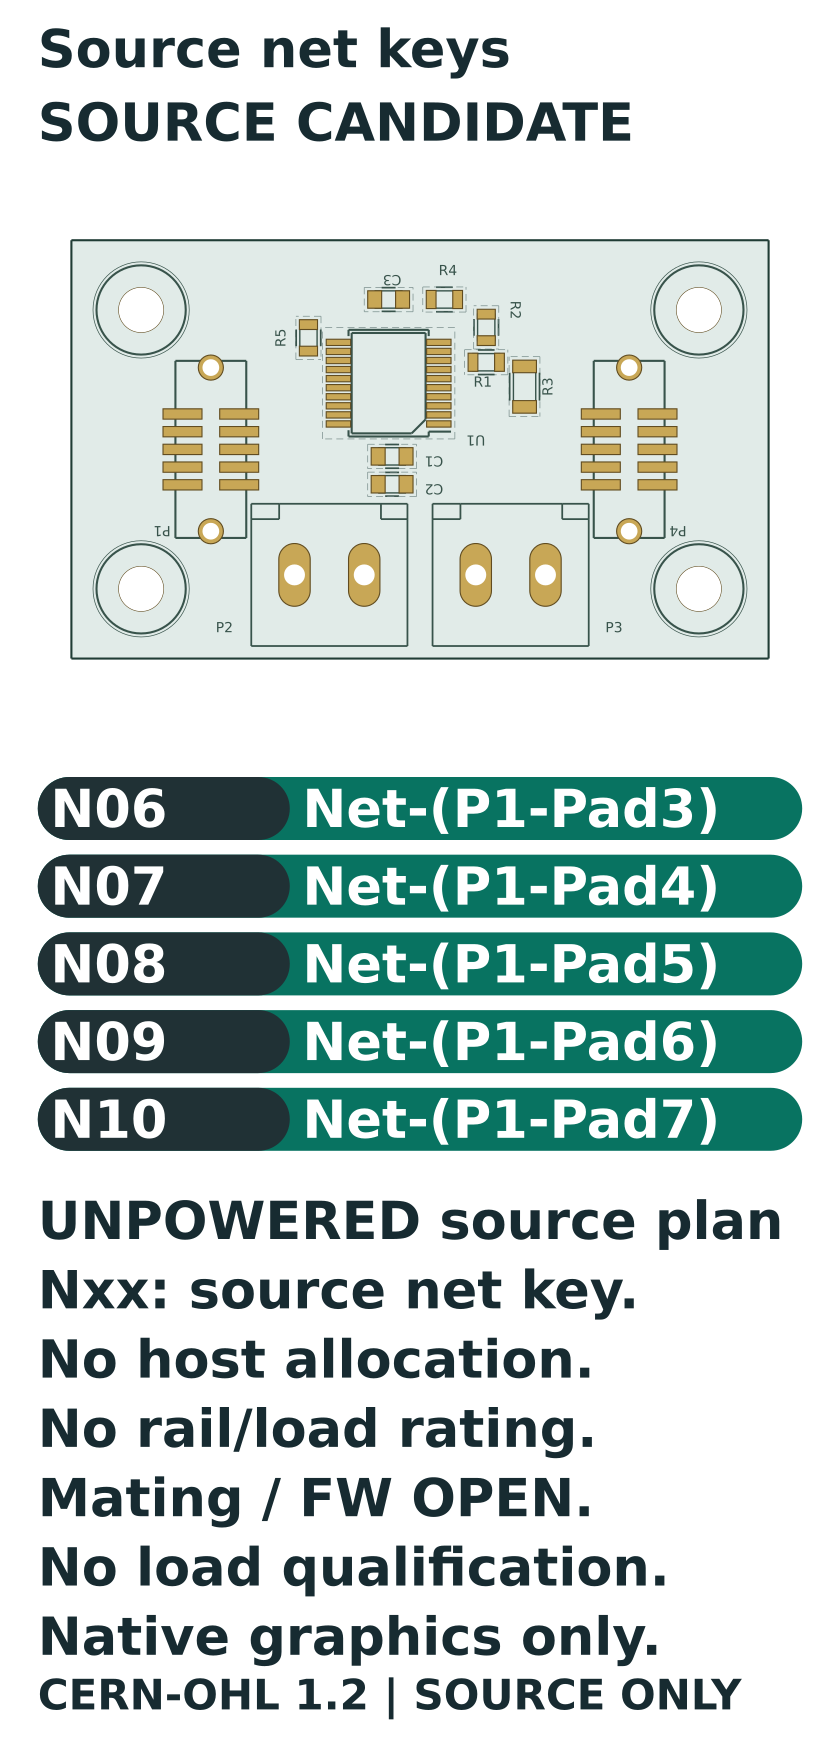 Source net keys
SOURCE CANDIDATE
C3
R4
R2
R5
R1
R3
U1
C1
C2
P1
P4
P2
P3
N06 Net-(P1-Pad3)
N07 Net-(P1-Pad4)
N08 Net-(P1-Pad5)
N09 Net-(P1-Pad6)
N10 Net-(P1-Pad7)
UNPOWERED source plan
Nxx: source net key.
No host allocation.
No rail/load rating.
Mating / FW OPEN.
No load qualification.
Native graphics only.
CERN-OHL 1.2 | SOURCE ONLY